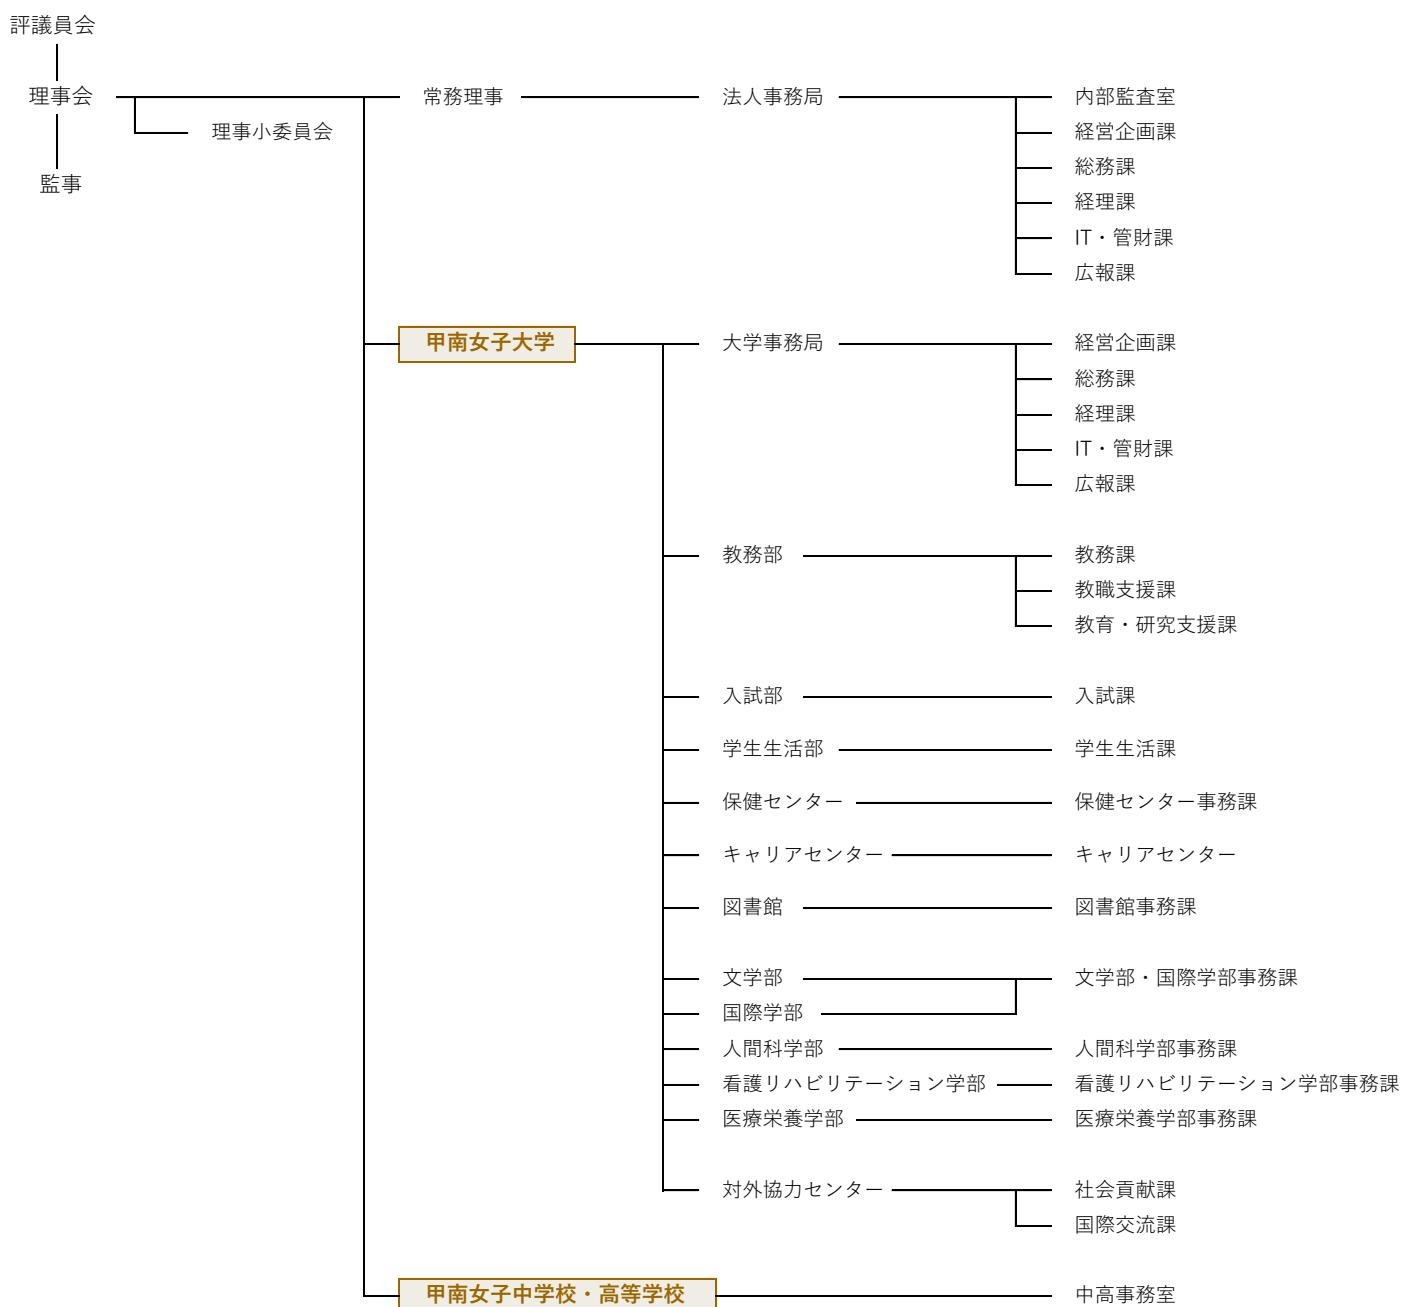 評議員会
理事会
常務理事
法人事務局
内部監査室
理事小委員会
経営企画課
総務課
監事
経理課
IT・管財課
広報課
甲南女子大学
大学事務局
経営企画課
総務課
経理課
IT・管財課
広報課
教務部
教務課
教職支援課
教育・研究支援課
入試部
入試課
学生生活部
学生生活課
保健センター
保健センター事務課
キャリアセンター
キャリアセンター
図書館
図書館事務課
文学部
文学部・国際学部事務課
国際学部
人間科学部
人間科学部事務課
看護リハビリテーション学部
看護リハビリテーション学部事務課
医療栄養学部
医療栄養学部事務課
対外協力センター
社会貢献課
国際交流課
甲南女子中学校・高等学校
中高事務室